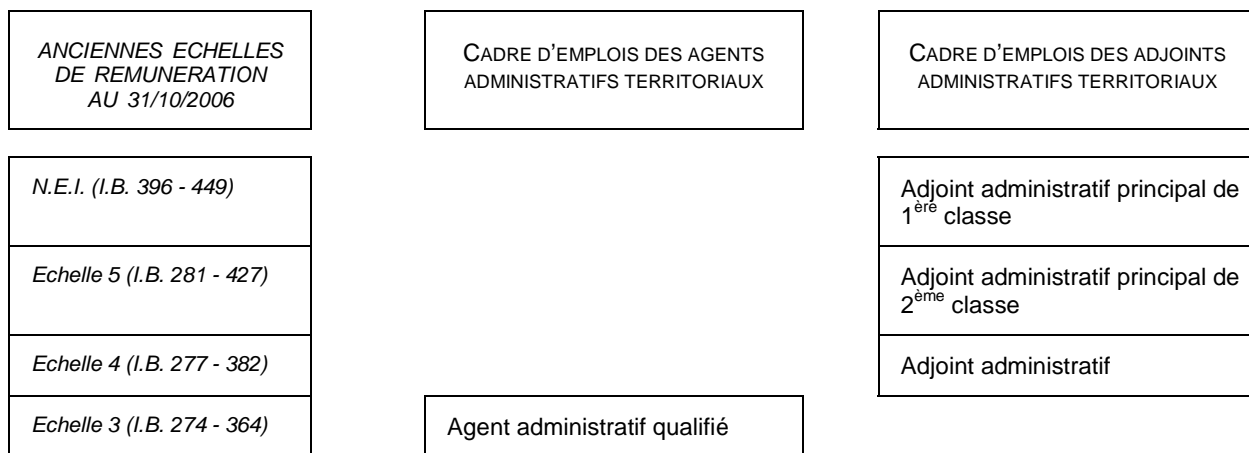 ANCIENNES ECHELLES
DE REMUNERATION
AU 31/10/2006
CADRE D'EMPLOIS DES AGENTS
ADMINISTRATIFS TERRITORIAUX
CADRE D'EMPLOIS DES ADJOINTS
ADMINISTRATIFS TERRITORIAUX
N.E.I. (I.B. 396 - 449)
Adjoint administratif principal de
1ère classe
Echelle 5 (I.B. 281 - 427)
Adjoint administratif principal de
2ème classe
Echelle 4 (I.B. 277 - 382)
Adjoint administratif
Echelle 3 (I.B. 274 - 364)
Agent administratif qualifié